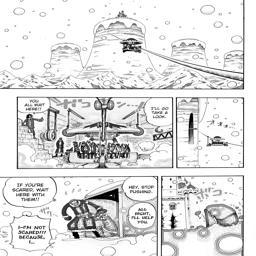 YOU
ALL WAIT
HERE!!
I'LL GO
TAKE A
LOOK.
IF YOU'RE
SCARED, WAIT
HERE WITH
THEM!!
I-I'M NOT
SCARED!!!
BECAUSE,
I...
HEY, STOP
PUSHING.
ALL
RIGHT,
I'LL HELP
YOU.